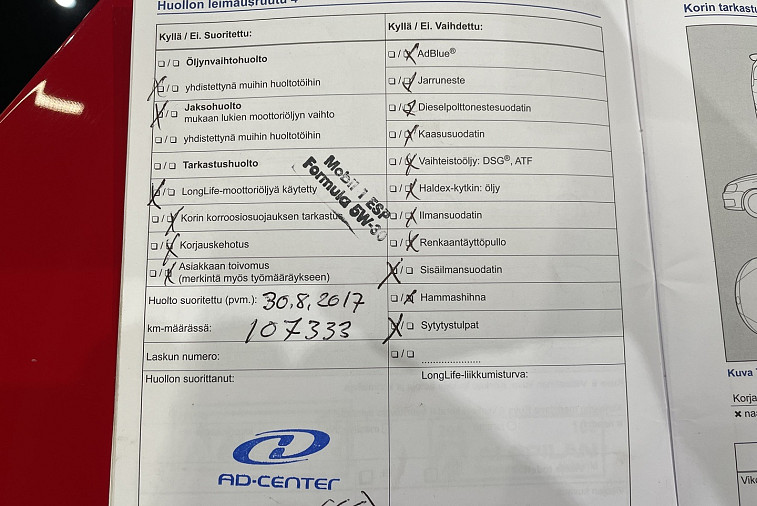 Huollon leimausruutu 4
Kyllä / Ei. Suoritettu:
☐ / ☐ Öljynvaihtohuolto
☒ / ☐ yhdistettynä muihin huoltotöihin
☒ / ☐ Jaksohuolto
mukaan lukien moottoriöljyn vaihto
☐ / ☐ yhdistettynä muihin huoltotöihin
☐ / ☐ Tarkastushuolto
☒ / ☐ LongLife-moottoriöljyä käytetty
☐ / ☒ Korin korroosiosuojauksen tarkastus
☐ / ☒ Korjauskehotus
☐ / ☒ Asiakkaan toivomus
(merkintä myös työmääräykseen)
Mobil 1 ESP
Formula 5W-30
Huolto suoritettu (pvm.): 30.8.2017
km-määrässä: 107333
Laskun numero:
Huollon suorittanut:
AD-CENTER
Kyllä / Ei. Vaihdettu:
☐ / ☒ AdBlue®
☐ / ☒ Jarruneste
☐ / ☒ Dieselpolttonestesuodatin
☐ / ☒ Kaasusuodatin
☐ / ☒ Vaihteistoöljy: DSG®, ATF
☐ / ☒ Haldex-kytkin: öljy
☐ / ☒ Ilmansuodatin
☐ / ☒ Renkaantäyttöpullo
☒ / ☐ Sisäilmansuodatin
☐ / ☒ Hammashihna
☒ / ☐ Sytytystulpat
☐ / ☐ ....................
LongLife-liikkumisturva:
Korin tarkastu
Kuva
Korja
✖ na
Vik